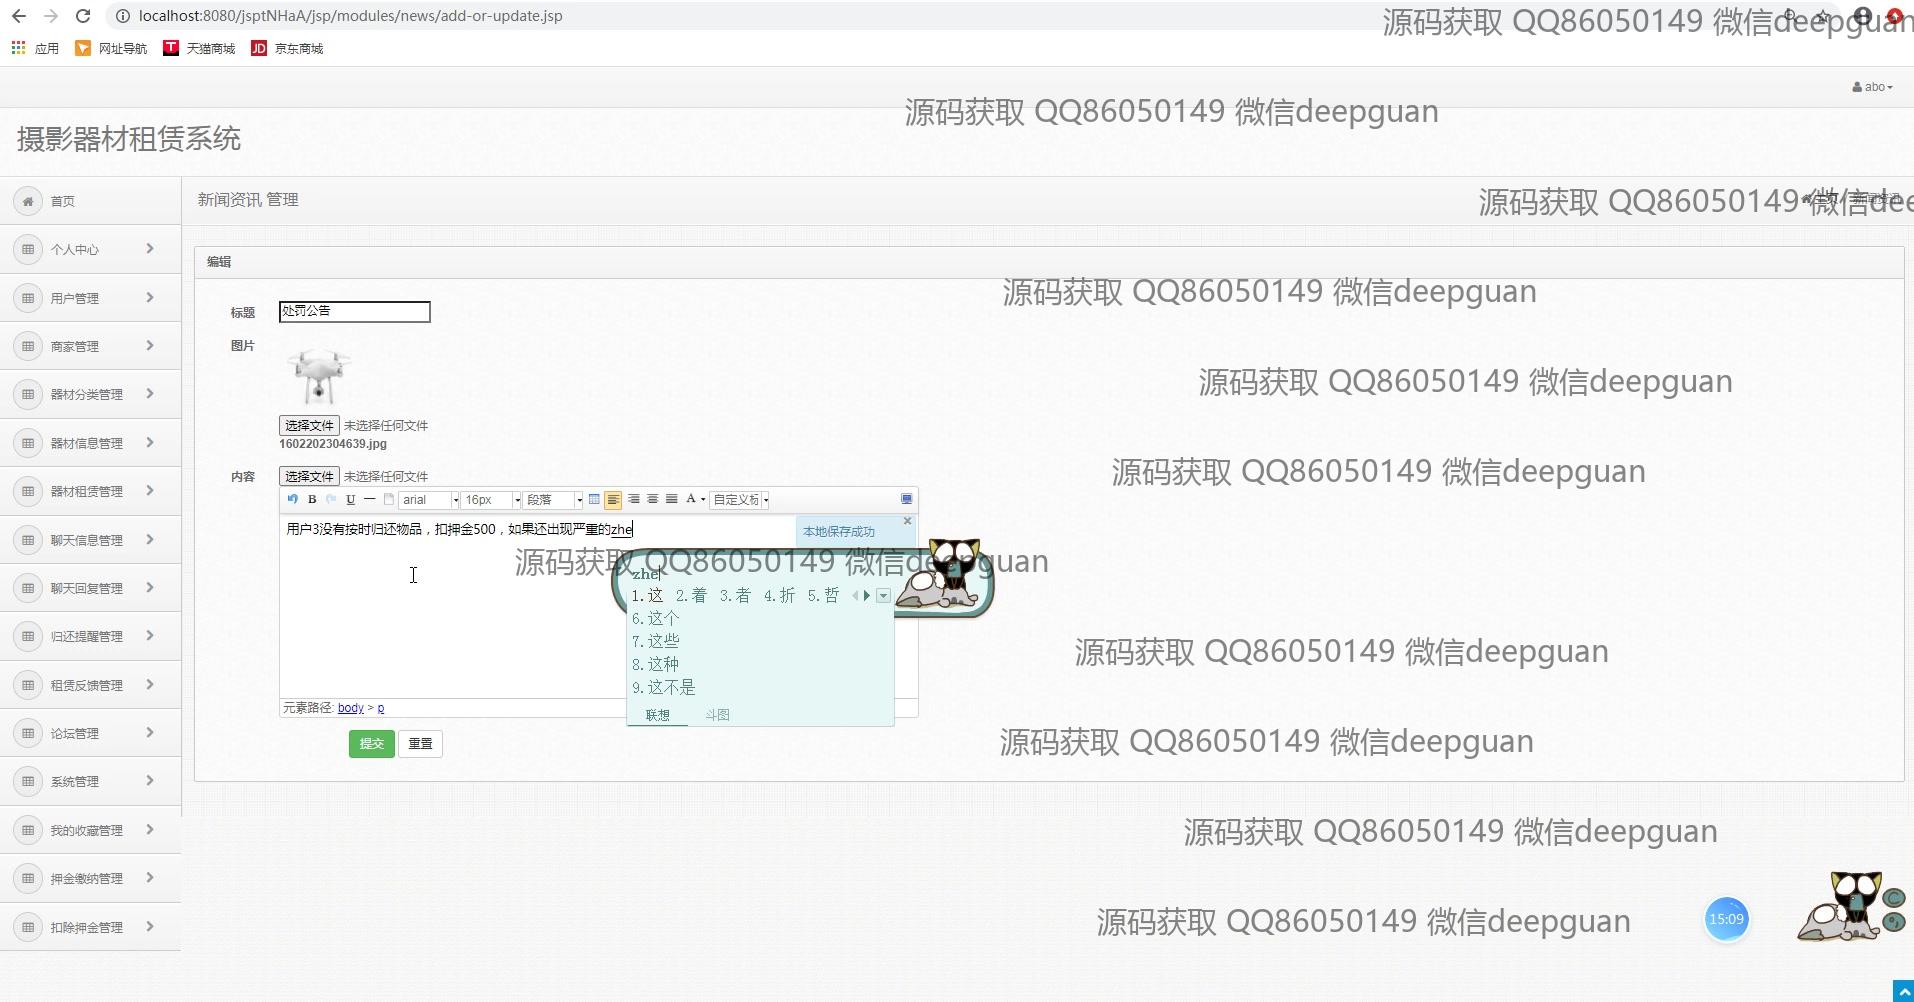 localhost:8080/jsptNHaA/jsp/modules/news/add-or-update.jsp
源码获取 QQ86050149 微信deepguan
应用 网址导航 天猫商城 京东商城
abo
源码获取 QQ86050149 微信deepguan
摄影器材租赁系统
首页
新闻资讯 管理
源码获取 QQ86050149 微信dee
个人中心
编辑
用户管理
标题 处罚公告
源码获取 QQ86050149 微信deepguan
商家管理
图片
器材分类管理
源码获取 QQ86050149 微信deepguan
选择文件 未选择任何文件
器材信息管理
1602202304639.jpg
内容 选择文件 未选择任何文件
源码获取 QQ86050149 微信deepguan
器材租赁管理
arial 16px 段落 自定义标
用户3没有按时归还物品，扣押金500，如果还出现严重的zhe
本地保存成功
聊天信息管理
源码获取 QQ86050149 微信deepguan
zhe
聊天回复管理
1.这 2.着 3.者 4.折 5.哲
6.这个
归还提醒管理
7.这些
源码获取 QQ86050149 微信deepguan
8.这种
租赁反馈管理
9.这不是
元素路径: body > p
联想 斗图
论坛管理
提交 重置
源码获取 QQ86050149 微信deepguan
系统管理
我的收藏管理
源码获取 QQ86050149 微信deepguan
押金缴纳管理
扣除押金管理
源码获取 QQ86050149 微信deepguan
15:09